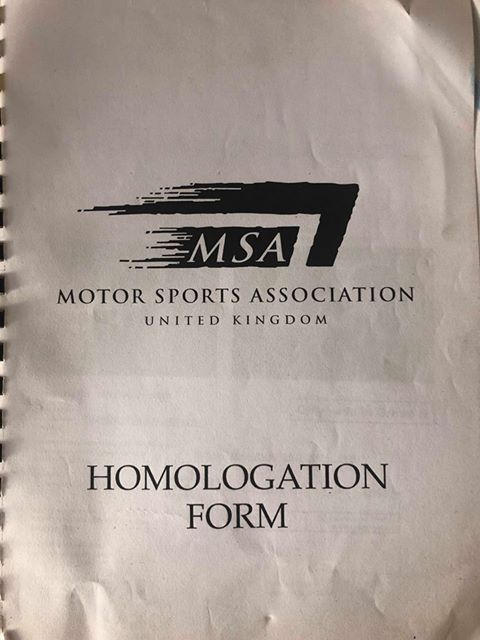 MSA
MOTOR SPORTS ASSOCIATION
UNITED KINGDOM
HOMOLOGATION
FORM